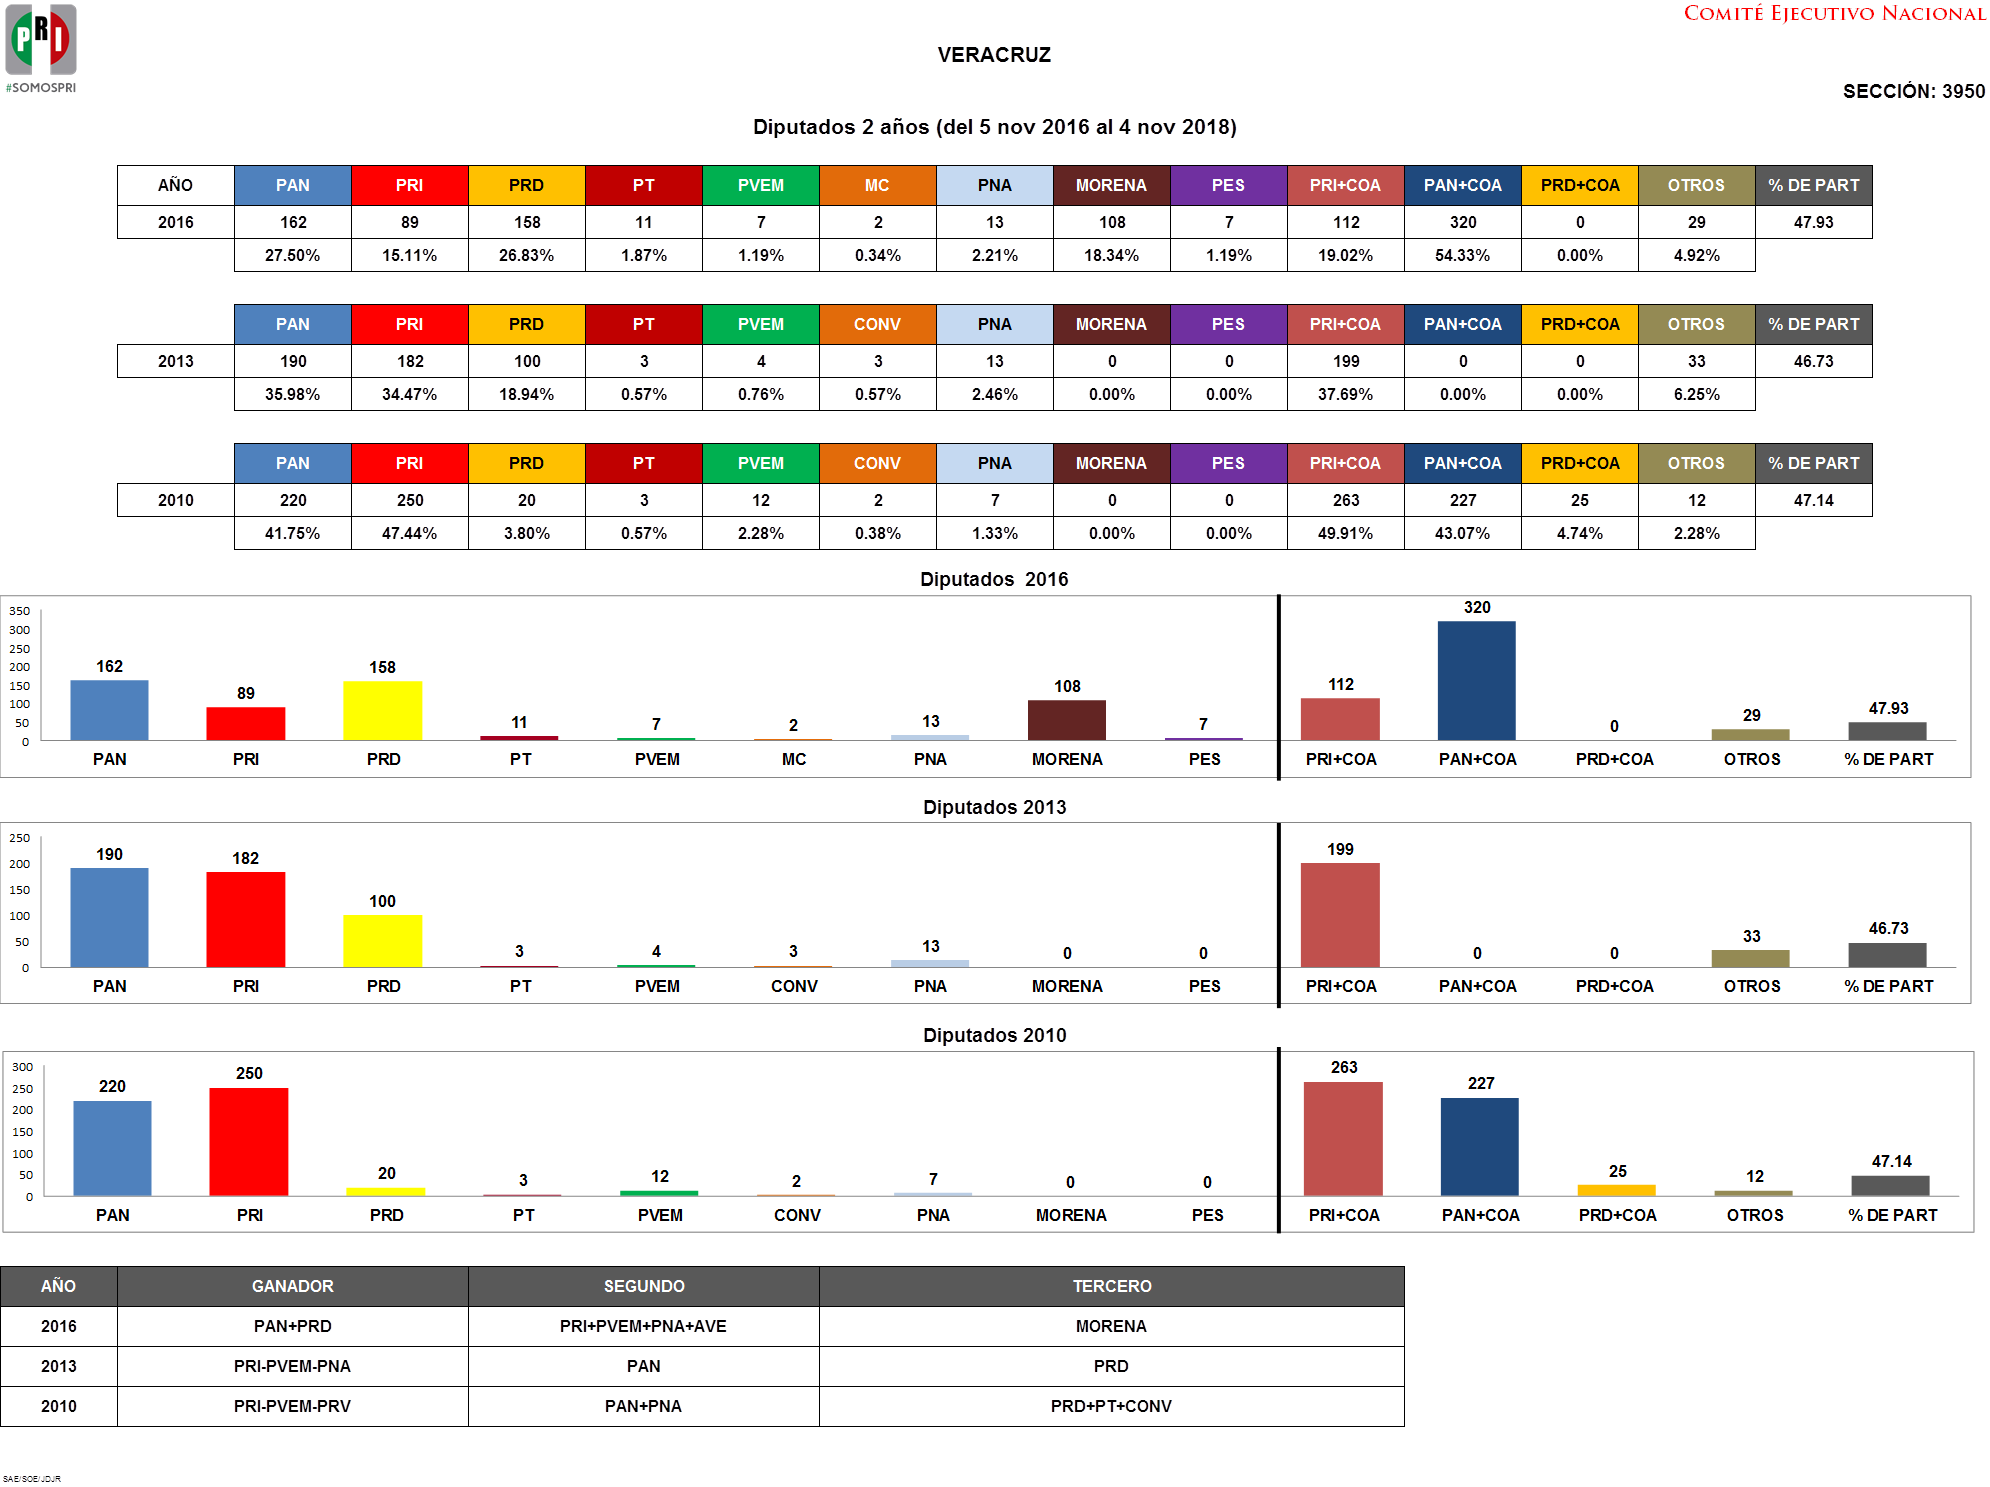 COMITÉ EJECUTIVO NACIONAL
PRI
#SOMOSPRI
VERACRUZ
SECCIÓN: 3950
Diputados 2 años (del 5 nov 2016 al 4 nov 2018)
AÑO PAN PRI PRD PT PVEM MC PNA MORENA PES PRI+COA PAN+COA PRD+COA OTROS % DE PART
2016 162 89 158 11 7 2 13 108 7 112 320 0 29 47.93
27.50% 15.11% 26.83% 1.87% 1.19% 0.34% 2.21% 18.34% 1.19% 19.02% 54.33% 0.00% 4.92%
PAN PRI PRD PT PVEM CONV PNA MORENA PES PRI+COA PAN+COA PRD+COA OTROS % DE PART
2013 190 182 100 3 4 3 13 0 0 199 0 0 33 46.73
35.98% 34.47% 18.94% 0.57% 0.76% 0.57% 2.46% 0.00% 0.00% 37.69% 0.00% 0.00% 6.25%
PAN PRI PRD PT PVEM CONV PNA MORENA PES PRI+COA PAN+COA PRD+COA OTROS % DE PART
2010 220 250 20 3 12 2 7 0 0 263 227 25 12 47.14
41.75% 47.44% 3.80% 0.57% 2.28% 0.38% 1.33% 0.00% 0.00% 49.91% 43.07% 4.74% 2.28%
Diputados 2016
350
300
250
200
150
100
50
0
162 89 158 11 7 2 13 108 7 112 320 0 29 47.93
PAN PRI PRD PT PVEM MC PNA MORENA PES PRI+COA PAN+COA PRD+COA OTROS % DE PART
Diputados 2013
250
200
150
100
50
0
190 182 100 3 4 3 13 0 0 199 0 0 33 46.73
PAN PRI PRD PT PVEM CONV PNA MORENA PES PRI+COA PAN+COA PRD+COA OTROS % DE PART
Diputados 2010
300
250
200
150
100
50
0
220 250 20 3 12 2 7 0 0 263 227 25 12 47.14
PAN PRI PRD PT PVEM CONV PNA MORENA PES PRI+COA PAN+COA PRD+COA OTROS % DE PART
AÑO GANADOR SEGUNDO TERCERO
2016 PAN+PRD PRI+PVEM+PNA+AVE MORENA
2013 PRI-PVEM-PNA PAN PRD
2010 PRI-PVEM-PRV PAN+PNA PRD+PT+CONV
SAE/SOE/JDJR